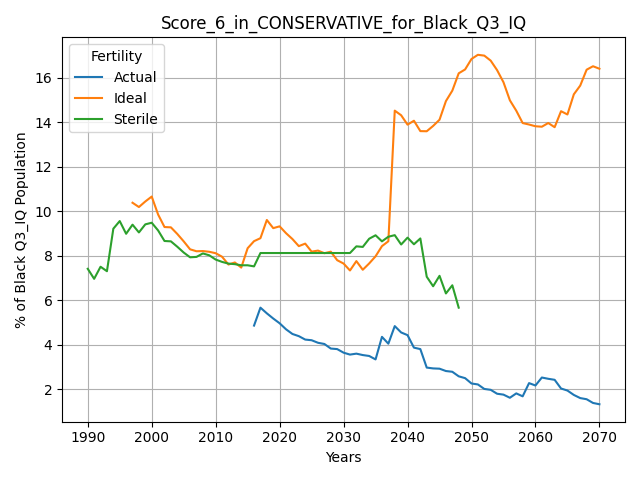 Score_6_in_CONSERVATIVE_for_Black_Q3_IQ
Fertility
Actual
Ideal
Sterile
% of Black Q3_IQ Population
16
14
12
10
8
6
4
2
1990 2000 2010 2020 2030 2040 2050 2060 2070
Years